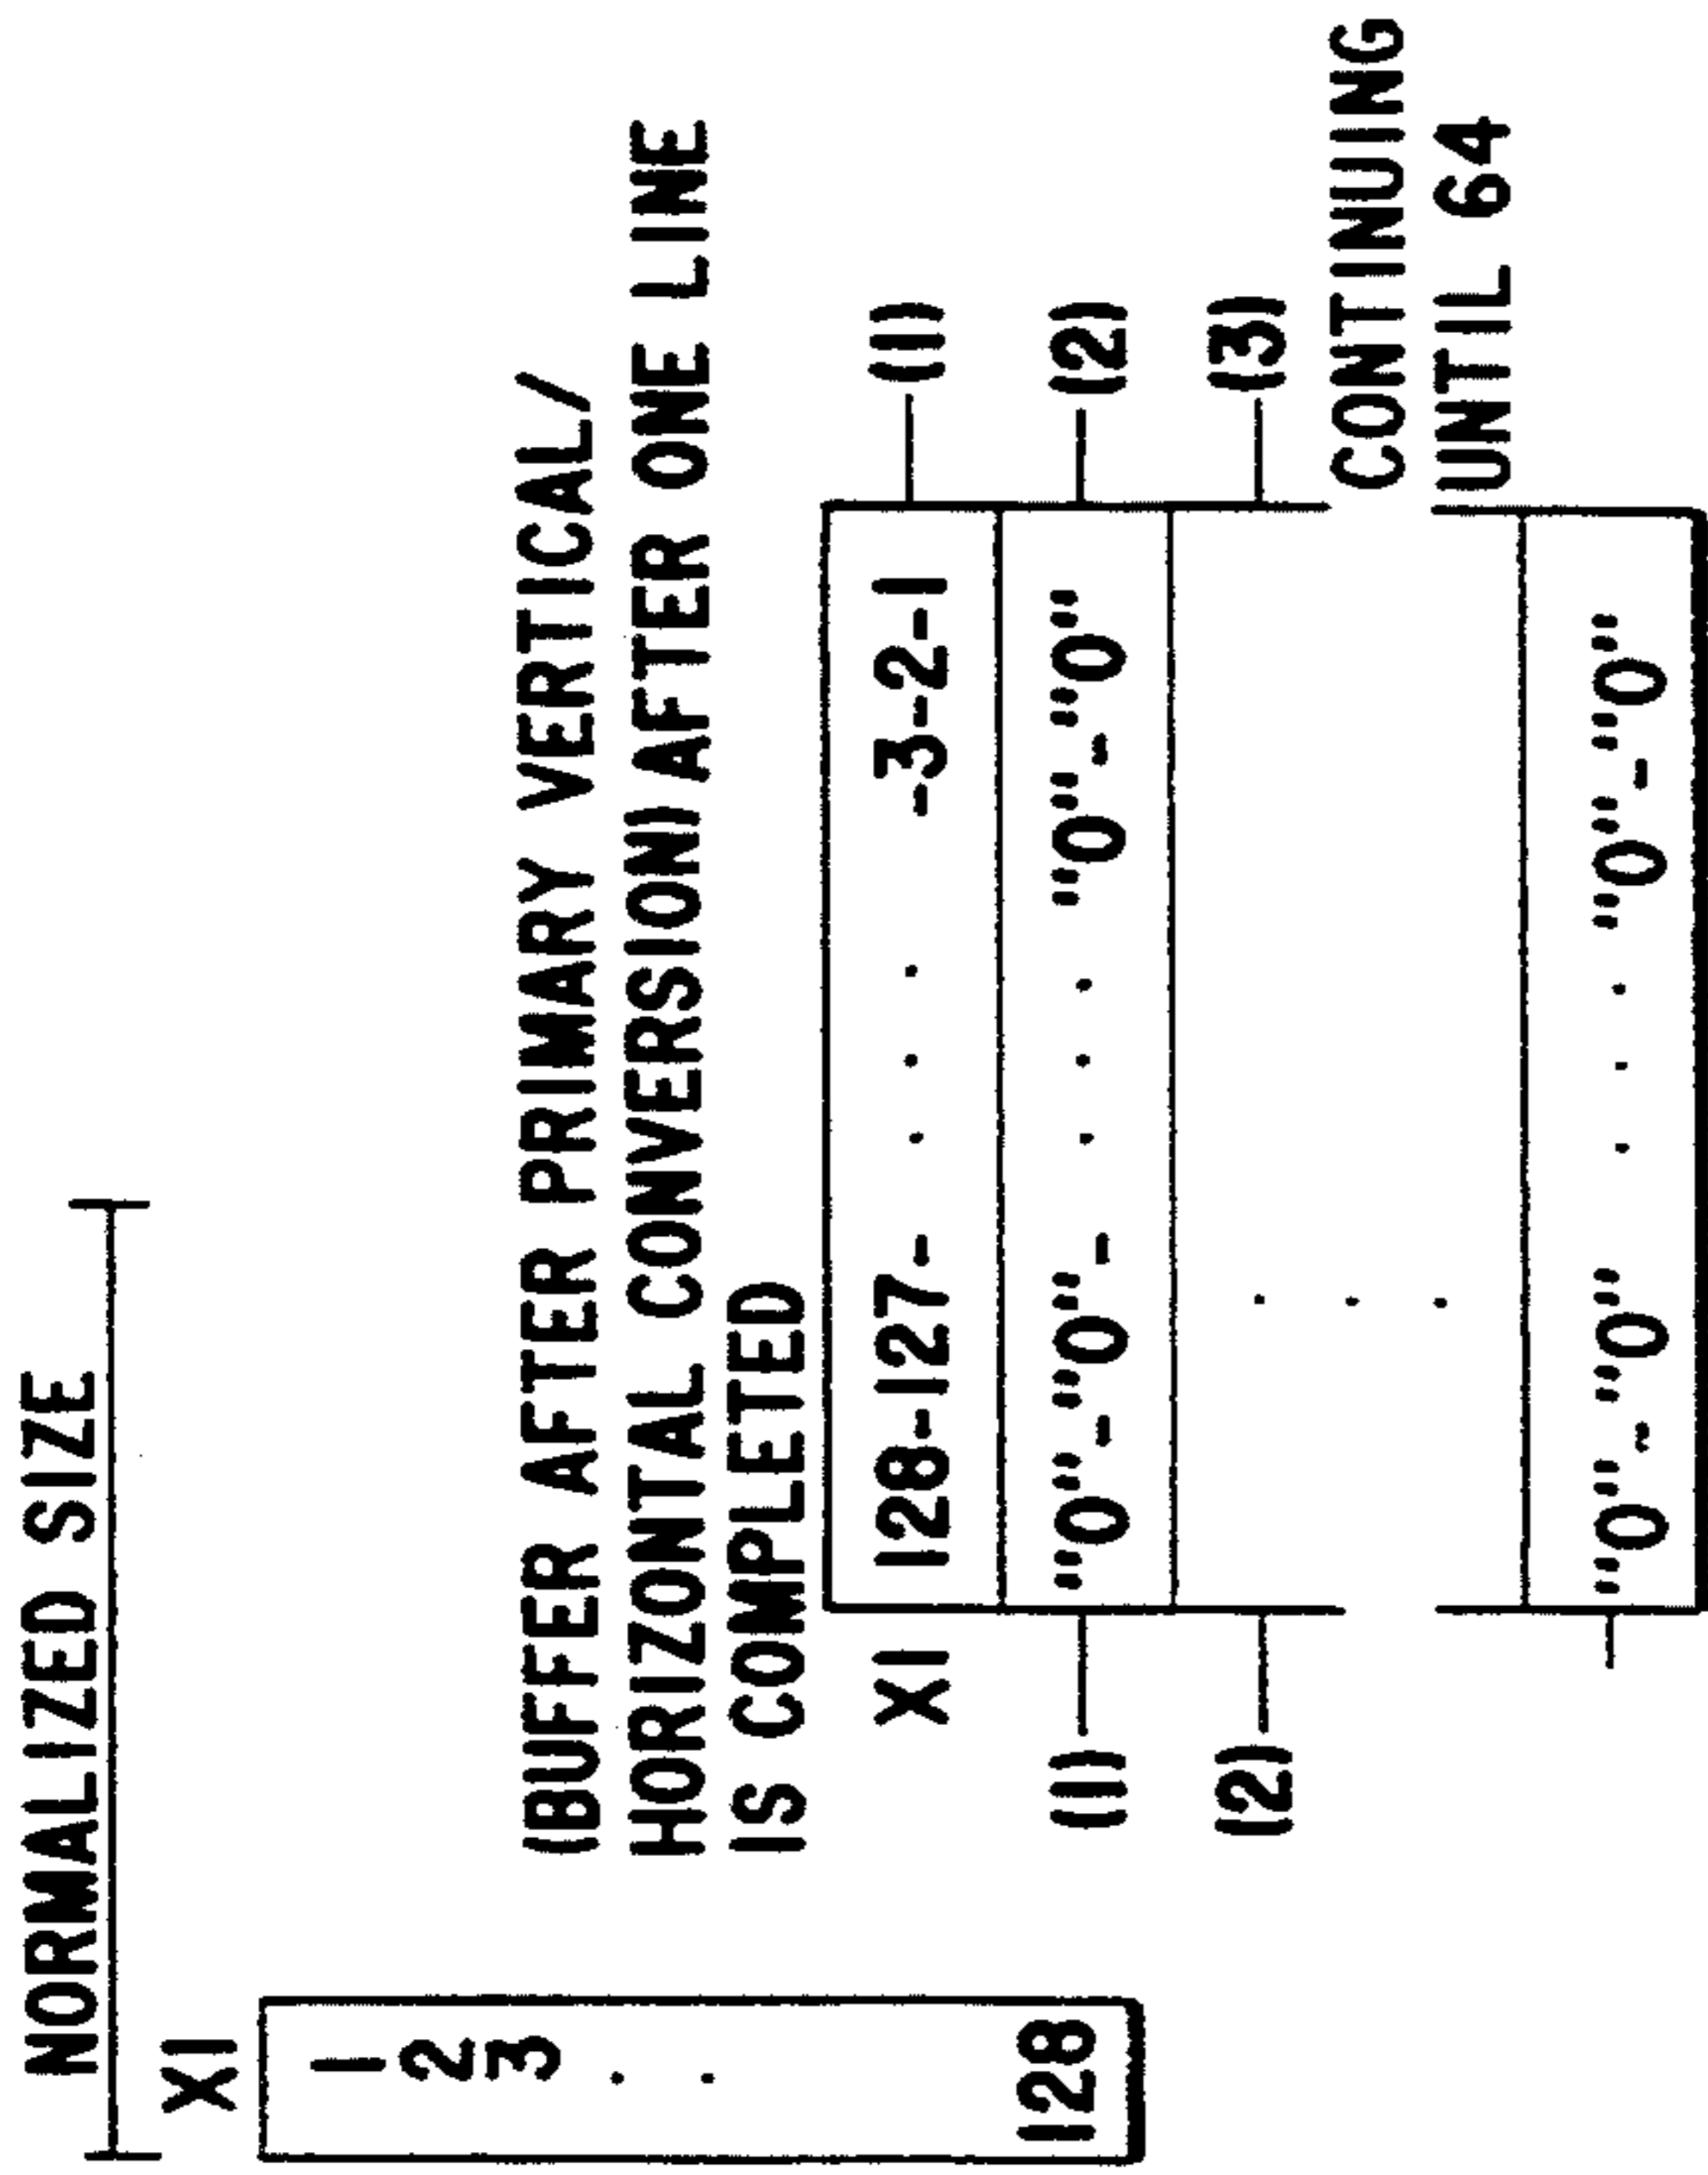 NORMALIZED SIZE
X1
1
2
3
.
.
128
(BUFFER AFTER PRIMARY VERTICAL/
HORIZONTAL CONVERSION) AFTER ONE LINE
IS COMPLETED
X1 128-127- . . . -3-2-1 (1)
(1) "0"-"0"- . . . "0"-"0" (2)
(2) . . . (3)
CONTINUING
UNTIL 64
"0"-"0" . . . "0"-"0"